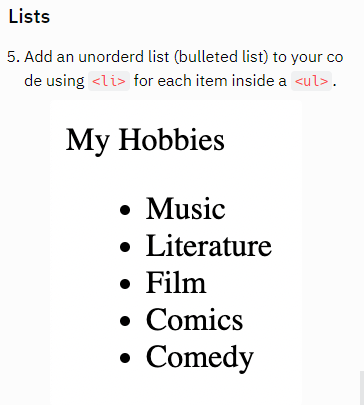 Lists
5. Add an unorderd list (bulleted list) to your co
de using <li> for each item inside a <ul>.
My Hobbies
• Music
• Literature
• Film
• Comics
• Comedy